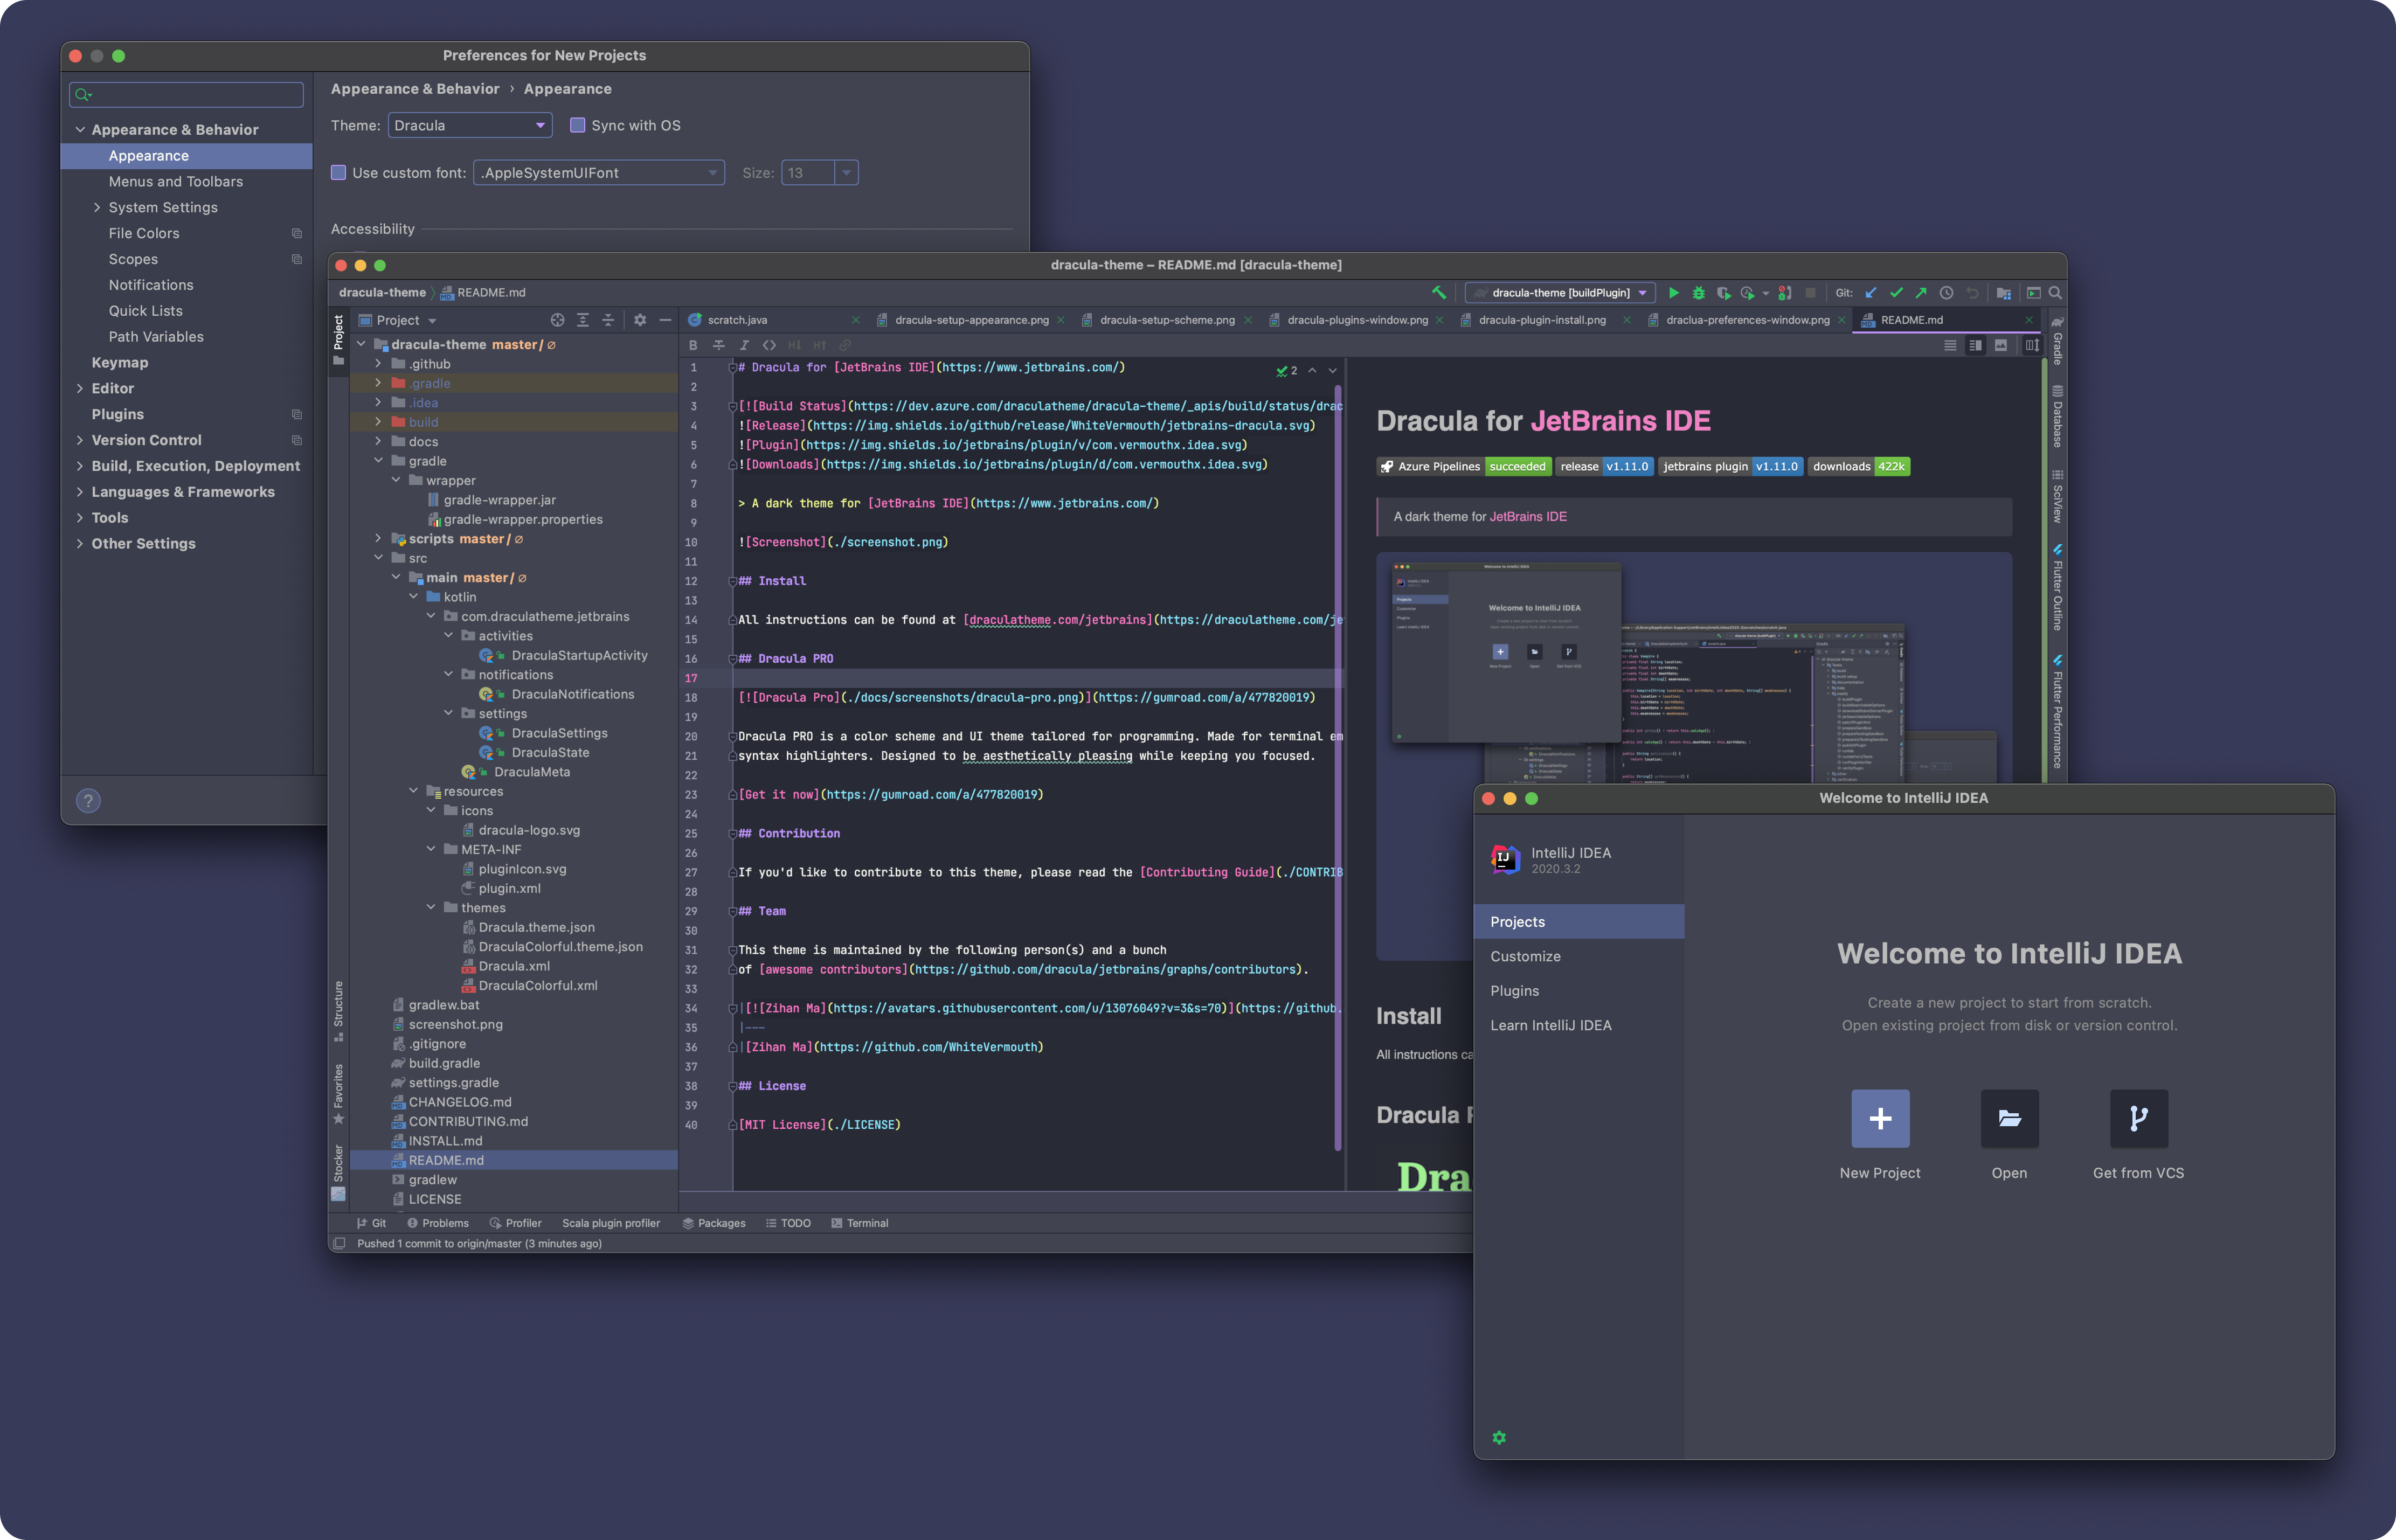 Preferences for New Projects
Appearance & Behavior
Appearance
Menus and Toolbars
System Settings
File Colors
Scopes
Notifications
Quick Lists
Path Variables
Keymap
Editor
Plugins
Version Control
Build, Execution, Deployment
Languages & Frameworks
Tools
Other Settings
?
Appearance & Behavior › Appearance
Theme: Dracula Sync with OS
Use custom font: .AppleSystemUIFont Size: 13
Accessibility
dracula-theme – README.md [dracula-theme]
dracula-theme README.md
dracula-theme [buildPlugin] Git:
Project
Structure
Favorites
Stocker
Project
dracula-theme master / ∅
.github
.gradle
.idea
build
docs
gradle
wrapper
gradle-wrapper.jar
gradle-wrapper.properties
scripts master / ∅
src
main master / ∅
kotlin
com.draculatheme.jetbrains
activities
DraculaStartupActivity
notifications
DraculaNotifications
settings
DraculaSettings
DraculaState
DraculaMeta
resources
icons
dracula-logo.svg
META-INF
pluginIcon.svg
plugin.xml
themes
Dracula.theme.json
DraculaColorful.theme.json
Dracula.xml
DraculaColorful.xml
gradlew.bat
screenshot.png
.gitignore
build.gradle
settings.gradle
CHANGELOG.md
CONTRIBUTING.md
INSTALL.md
README.md
gradlew
LICENSE
scratch.java dracula-setup-appearance.png dracula-setup-scheme.png dracula-plugins-window.png dracula-plugin-install.png draclua-preferences-window.png README.md
B I <> H↓ H↑
2
1 # Dracula for [JetBrains IDE](https://www.jetbrains.com/)
2
3 [![Build Status](https://dev.azure.com/draculatheme/dracula-theme/_apis/build/status/drac
4 ![Release](https://img.shields.io/github/release/WhiteVermouth/jetbrains-dracula.svg)
5 ![Plugin](https://img.shields.io/jetbrains/plugin/v/com.vermouthx.idea.svg)
6 ![Downloads](https://img.shields.io/jetbrains/plugin/d/com.vermouthx.idea.svg)
7
8 > A dark theme for [JetBrains IDE](https://www.jetbrains.com/)
9
10 ![Screenshot](./screenshot.png)
11
12 ## Install
13
14 All instructions can be found at [draculatheme.com/jetbrains](https://draculatheme.com/je
15
16 ## Dracula PRO
17
18 [![Dracula Pro](./docs/screenshots/dracula-pro.png)](https://gumroad.com/a/477820019)
19
20 Dracula PRO is a color scheme and UI theme tailored for programming. Made for terminal em
21 syntax highlighters. Designed to be aesthetically pleasing while keeping you focused.
22
23 [Get it now](https://gumroad.com/a/477820019)
24
25 ## Contribution
26
27 If you'd like to contribute to this theme, please read the [Contributing Guide](./CONTRIB
28
29 ## Team
30
31 This theme is maintained by the following person(s) and a bunch
32 of [awesome contributors](https://github.com/dracula/jetbrains/graphs/contributors).
33
34 |[![Zihan Ma](https://avatars.githubusercontent.com/u/13076049?v=3&s=70)](https://github.
35 |---
36 |[Zihan Ma](https://github.com/WhiteVermouth)
37
38 ## License
39
40 [MIT License](./LICENSE)
Dracula for JetBrains IDE
Azure Pipelines succeeded release v1.11.0 jetbrains plugin v1.11.0 downloads 422k
A dark theme for JetBrains IDE
Welcome to IntelliJ IDEA
Projects
Customize
Plugins
Learn IntelliJ IDEA
Welcome to IntelliJ IDEA
New Project Open Get from VCS
Install
All instructions ca
Dracula P
Dra
Gradle
Database
SciView
Flutter Outline
Flutter Performance
Git Problems Profiler Scala plugin profiler Packages TODO Terminal
Pushed 1 commit to origin/master (3 minutes ago)
Welcome to IntelliJ IDEA
IJ
IntelliJ IDEA
2020.3.2
Projects
Customize
Plugins
Learn IntelliJ IDEA
Welcome to IntelliJ IDEA
Create a new project to start from scratch.
Open existing project from disk or version control.
New Project Open Get from VCS